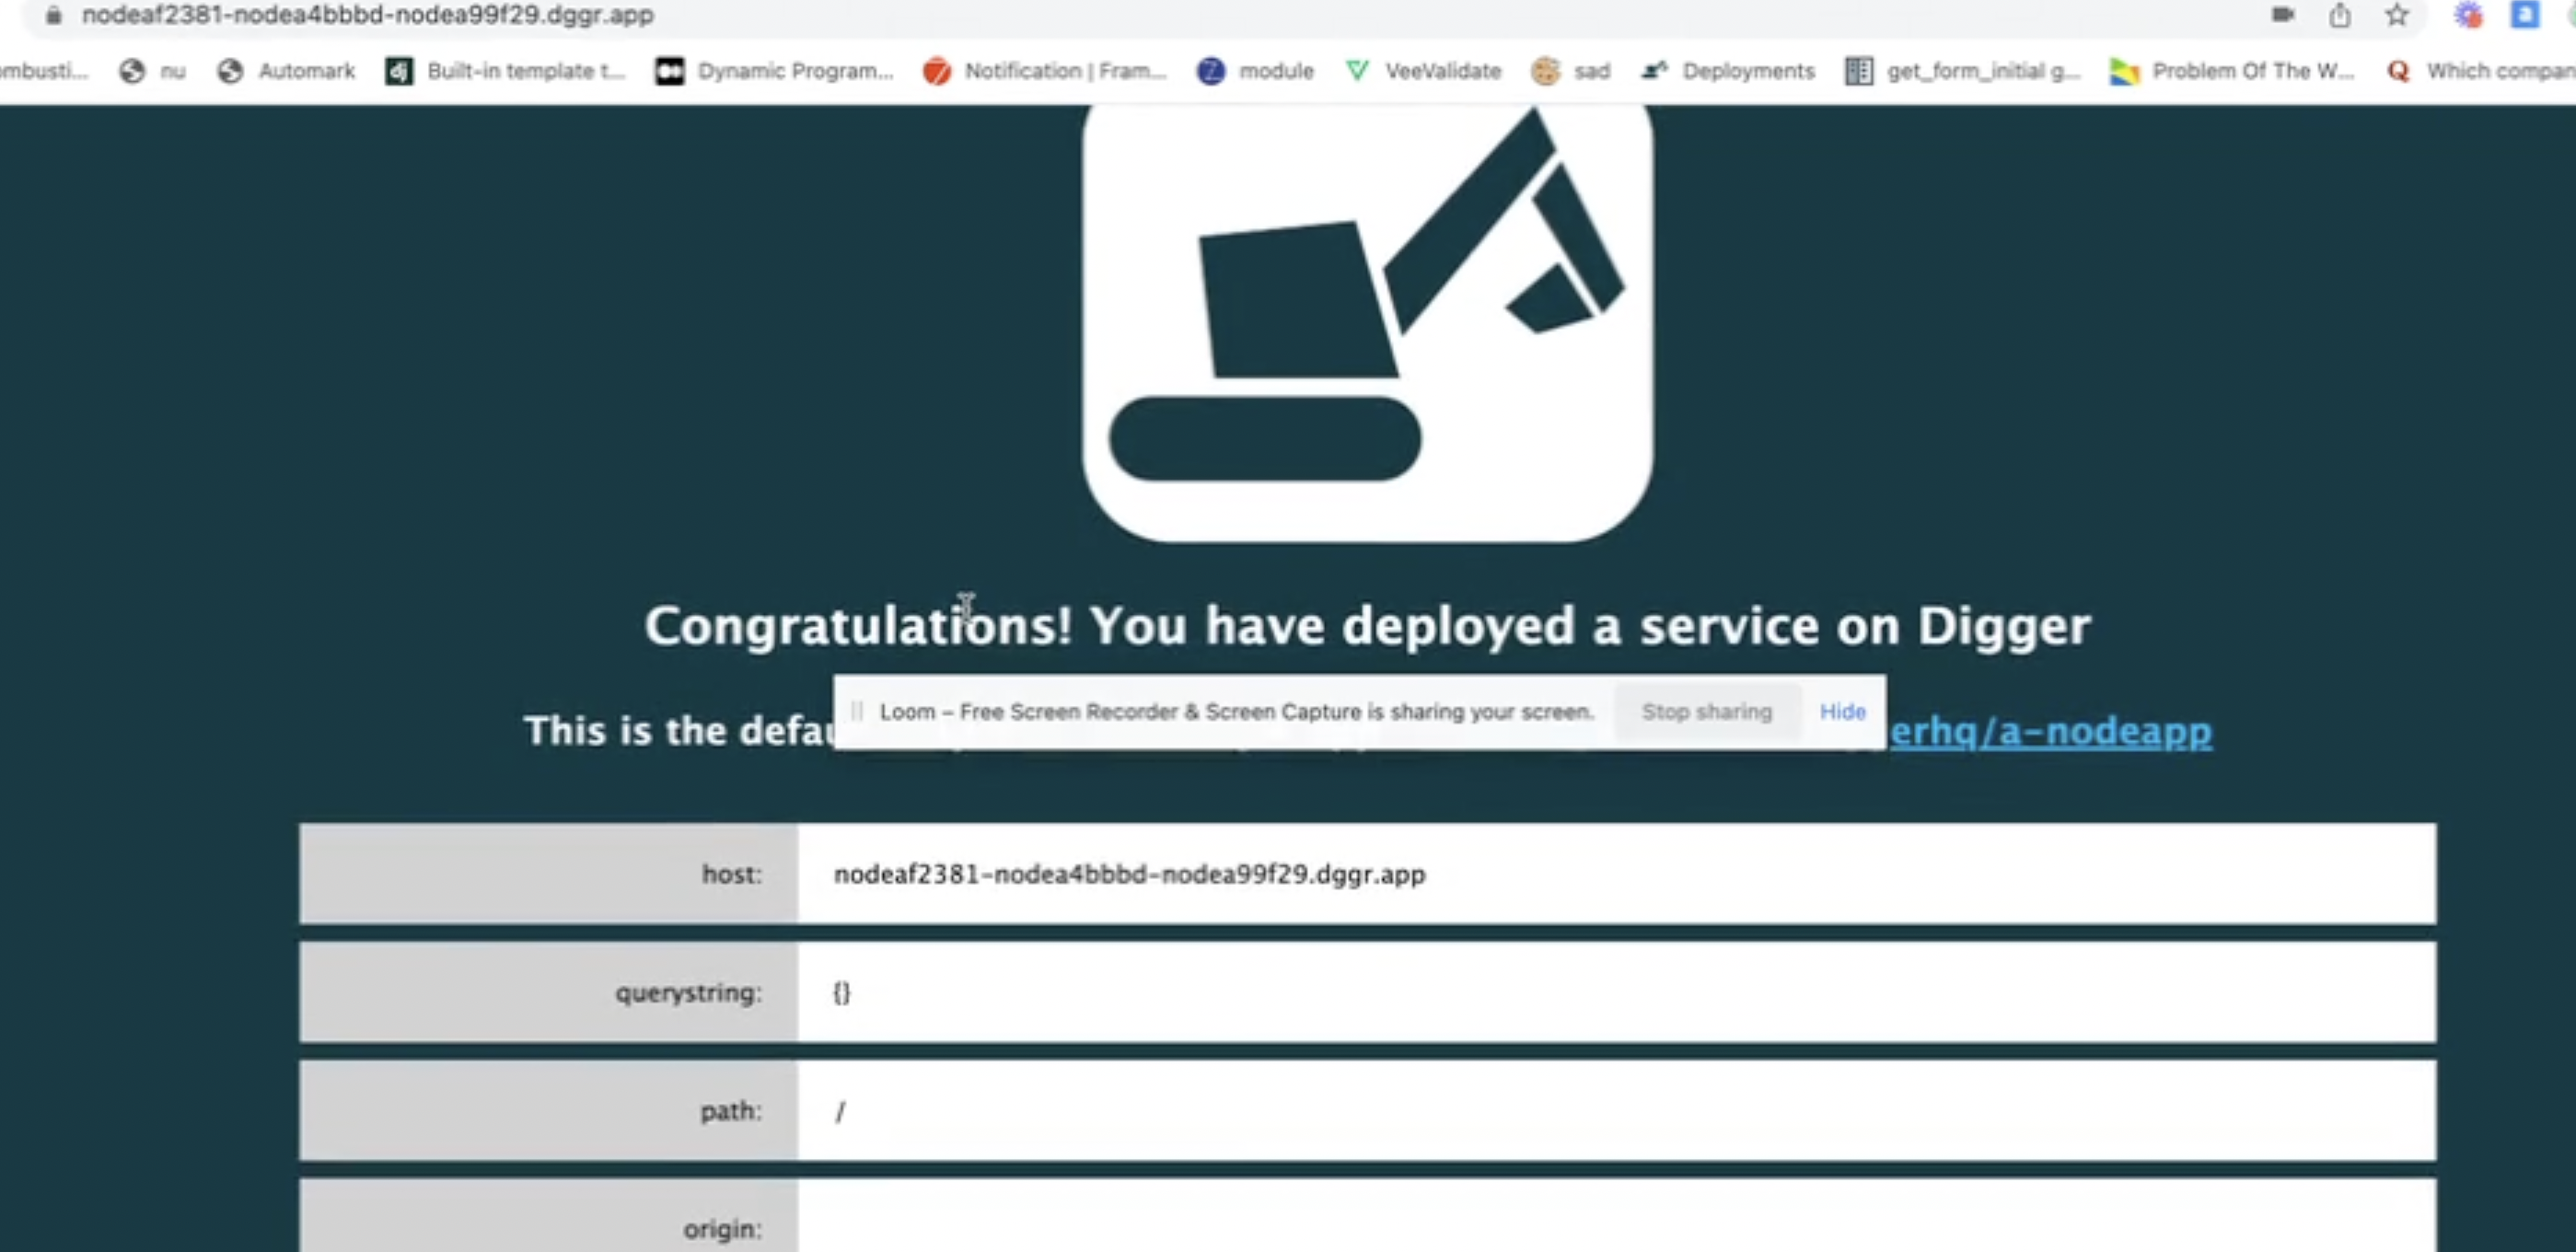 nodeaf2381-nodea4bbbd-nodea99f29.dggr.app
mbusti... nu Automark Built-in template t... Dynamic Program... Notification | Fram... module VeeValidate sad Deployments get_form_initial g... Problem Of The W... Which compan
Congratulations! You have deployed a service on Digger
Loom – Free Screen Recorder & Screen Capture is sharing your screen. Stop sharing Hide
This is the defau erhq/a-nodeapp
host: nodeaf2381-nodea4bbbd-nodea99f29.dggr.app
querystring: {}
path: /
origin: